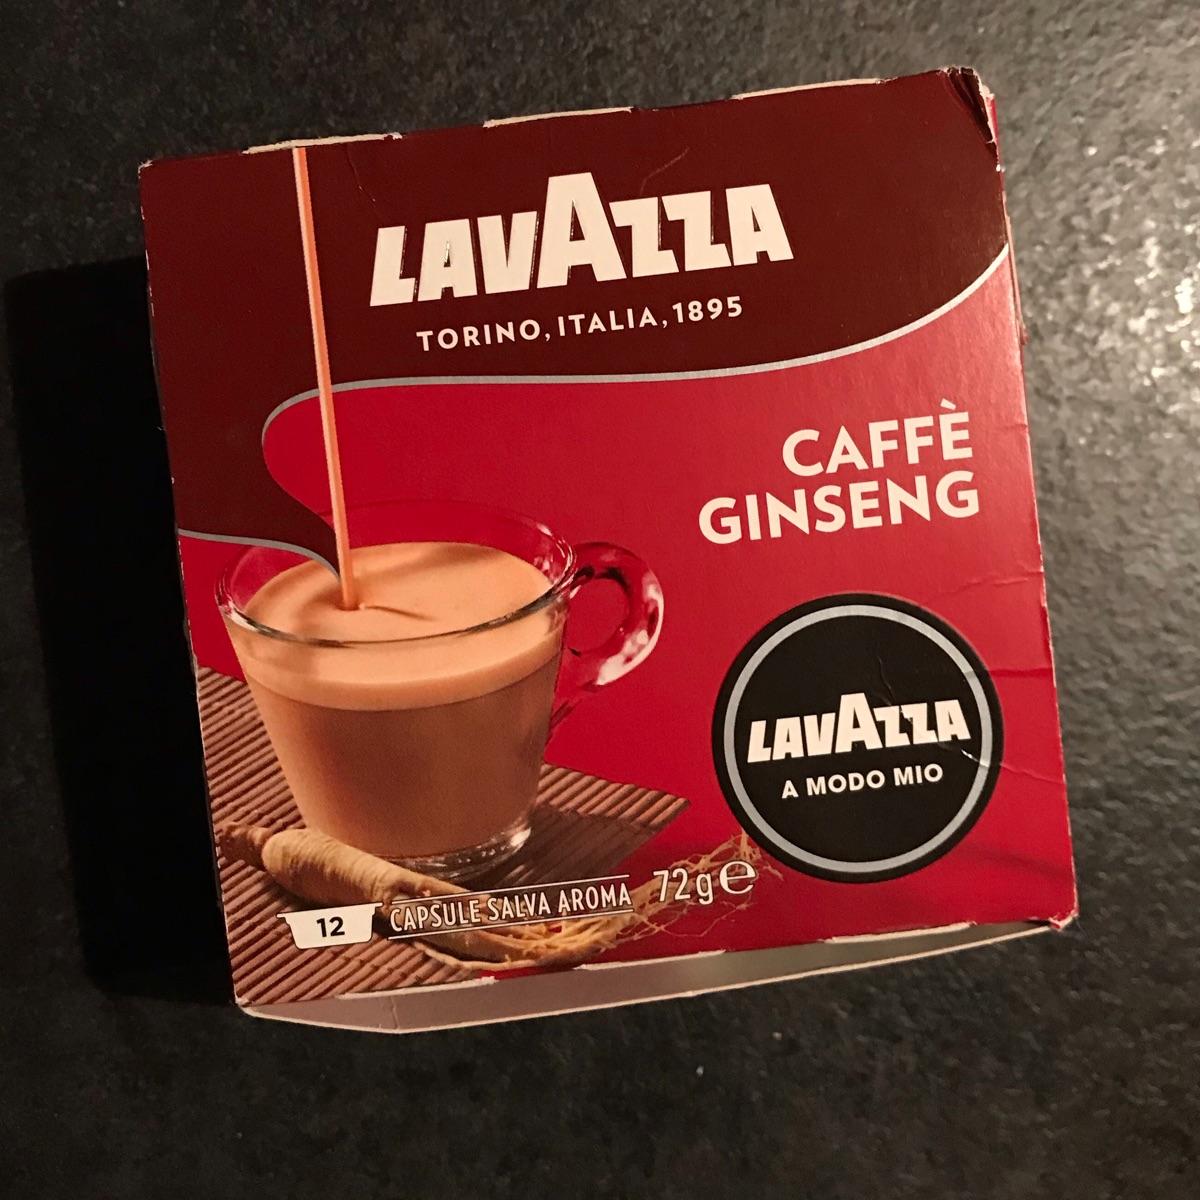 LAVAZZA
TORINO, ITALIA, 1895
CAFFÈ
GINSENG
LAVAZZA
A MODO MIO
12 CAPSULE SALVA AROMA 72g℮